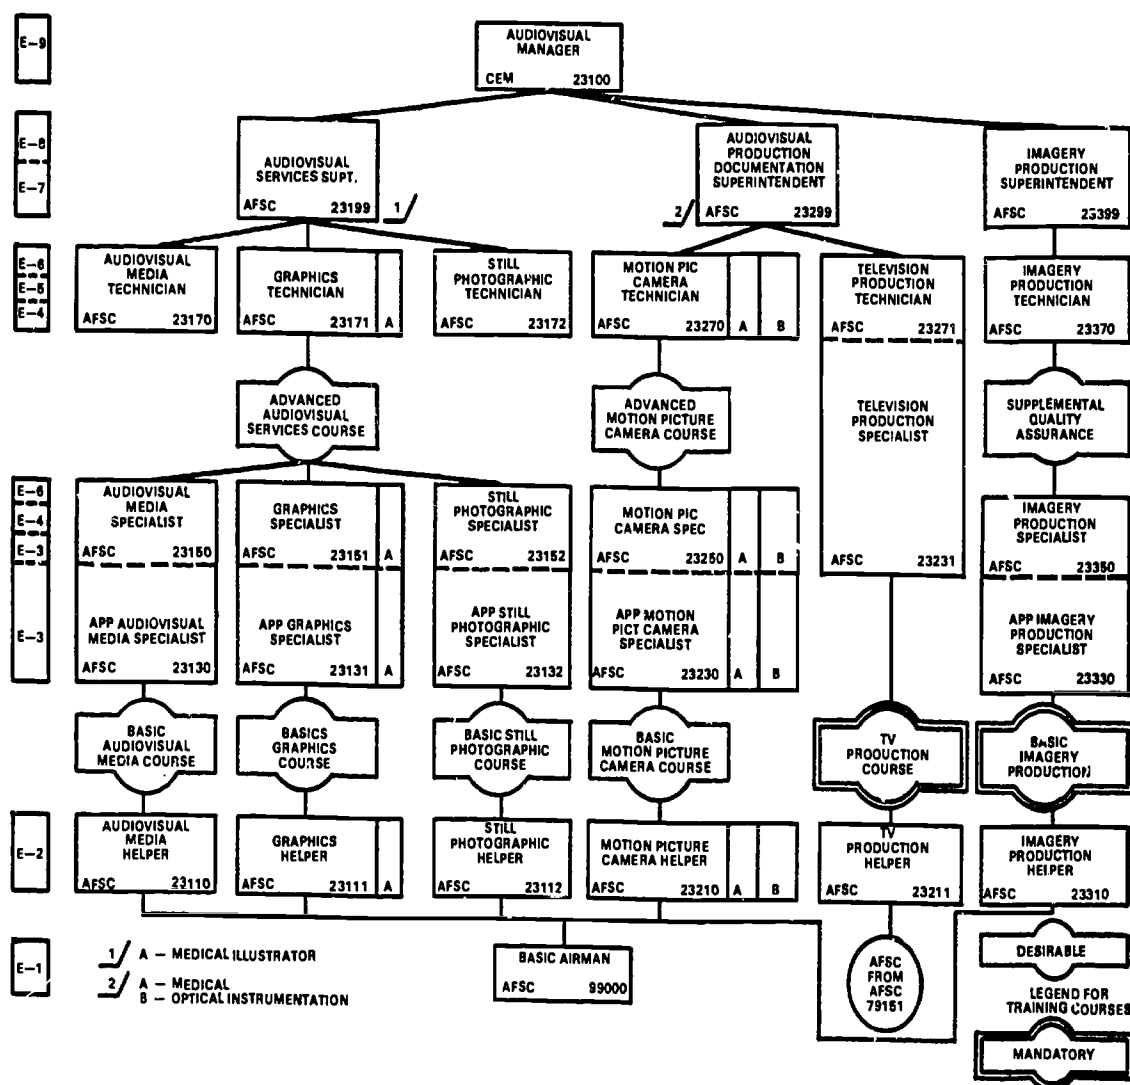 E-9
AUDIOVISUAL
MANAGER
CEM 23100
E-8
E-7
AUDIOVISUAL
SERVICES SUPT.
AFSC 23199
1/
AUDIOVISUAL
PRODUCTION
DOCUMENTATION
SUPERINTENDENT
2/
AFSC 23299
IMAGERY
PRODUCTION
SUPERINTENDENT
AFSC 23399
E-6
E-5
E-4
AUDIOVISUAL
MEDIA
TECHNICIAN
AFSC 23170
GRAPHICS
TECHNICIAN
AFSC 23171 A
STILL
PHOTOGRAPHIC
TECHNICIAN
AFSC 23172
MOTION PIC
CAMERA
TECHNICIAN
AFSC 23270 A B
TELEVISION
PRODUCTION
TECHNICIAN
AFSC 23271
IMAGERY
PRODUCTION
TECHNICIAN
AFSC 23370
ADVANCED
AUDIOVISUAL
SERVICES COURSE
ADVANCED
MOTION PICTURE
CAMERA COURSE
TELEVISION
PRODUCTION
SPECIALIST
AFSC 23231
SUPPLEMENTAL
QUALITY
ASSURANCE
E-6
E-4
E-3
AUDIOVISUAL
MEDIA
SPECIALIST
AFSC 23150
GRAPHICS
SPECIALIST
AFSC 23151 A
STILL
PHOTOGRAPHIC
SPECIALIST
AFSC 23152
MOTION PIC
CAMERA SPEC
AFSC 23250 A B
IMAGERY
PRODUCTION
SPECIALIST
AFSC 23350
E-3
APP AUDIOVISUAL
MEDIA SPECIALIST
AFSC 23130
APP GRAPHICS
SPECIALIST
AFSC 23131 A
APP STILL
PHOTOGRAPHIC
SPECIALIST
AFSC 23132
APP MOTION
PICT CAMERA
SPECIALIST
AFSC 23230 A B
APP IMAGERY
PRODUCTION
SPECIALIST
AFSC 23330
BASIC
AUDIOVISUAL
MEDIA COURSE
BASICS
GRAPHICS
COURSE
BASIC STILL
PHOTOGRAPHIC
COURSE
BASIC
MOTION PICTURE
CAMERA COURSE
TV
PRODUCTION
COURSE
BASIC
IMAGERY
PRODUCTION
E-2
AUDIOVISUAL
MEDIA
HELPER
AFSC 23110
GRAPHICS
HELPER
AFSC 23111 A
STILL
PHOTOGRAPHIC
HELPER
AFSC 23112
MOTION PICTURE
CAMERA HELPER
AFSC 23210 A B
TV
PRODUCTION
HELPER
AFSC 23211
IMAGERY
PRODUCTION
HELPER
AFSC 23310
E-1
1/ A - MEDICAL ILLUSTRATOR
2/ A - MEDICAL
B - OPTICAL INSTRUMENTATION
BASIC AIRMAN
AFSC 99000
AFSC
FROM
AFSC
79151
DESIRABLE
LEGEND FOR
TRAINING COURSES
MANDATORY